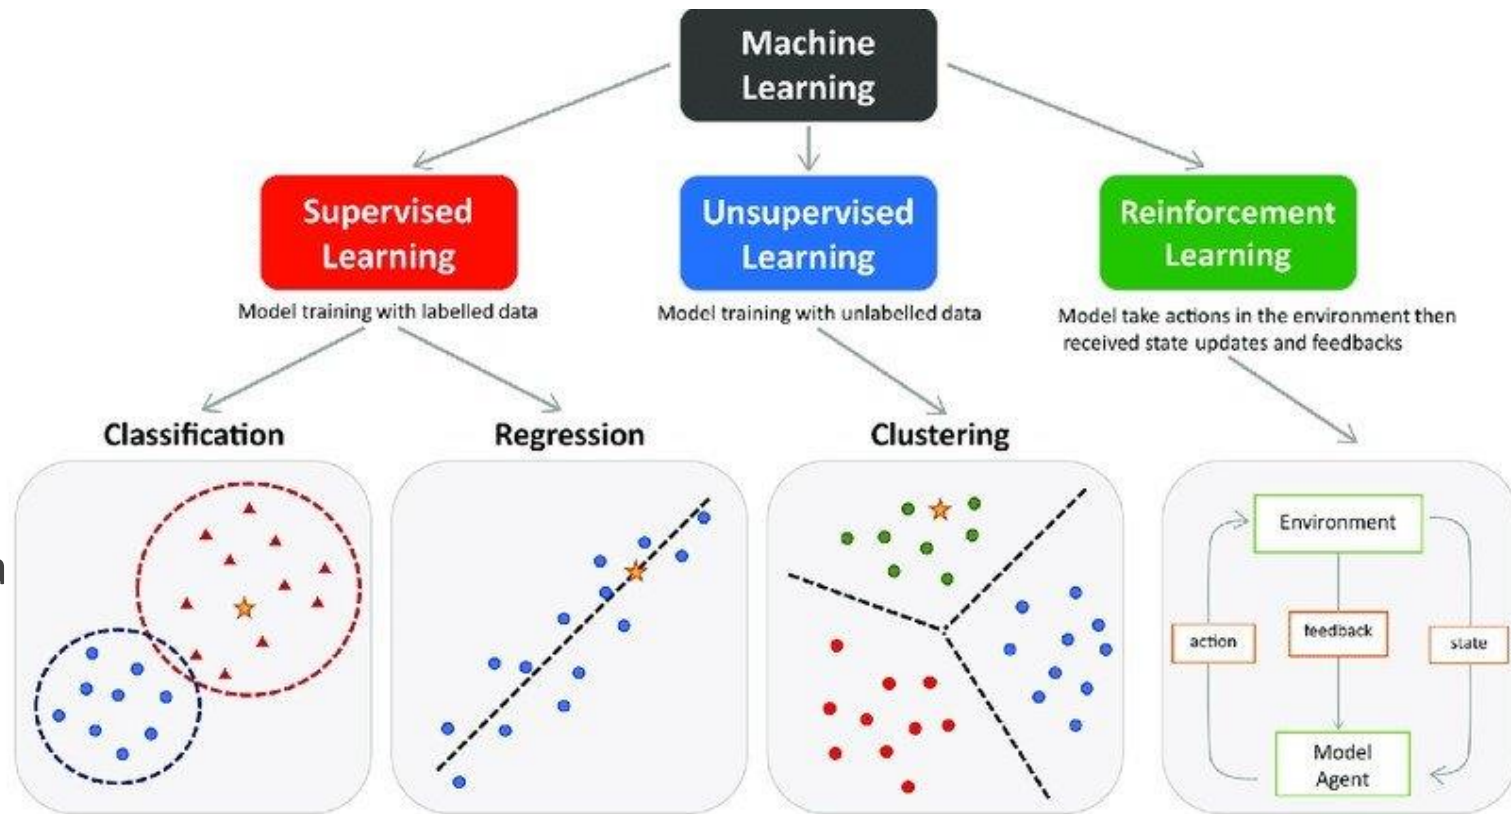 Machine
Learning
Supervised
Learning
Unsupervised
Learning
Reinforcement
Learning
Model training with labelled data
Model training with unlabelled data
Model take actions in the environment then
received state updates and feedbacks
Classification
Regression
Clustering
Environment
action
feedback
state
Model
Agent